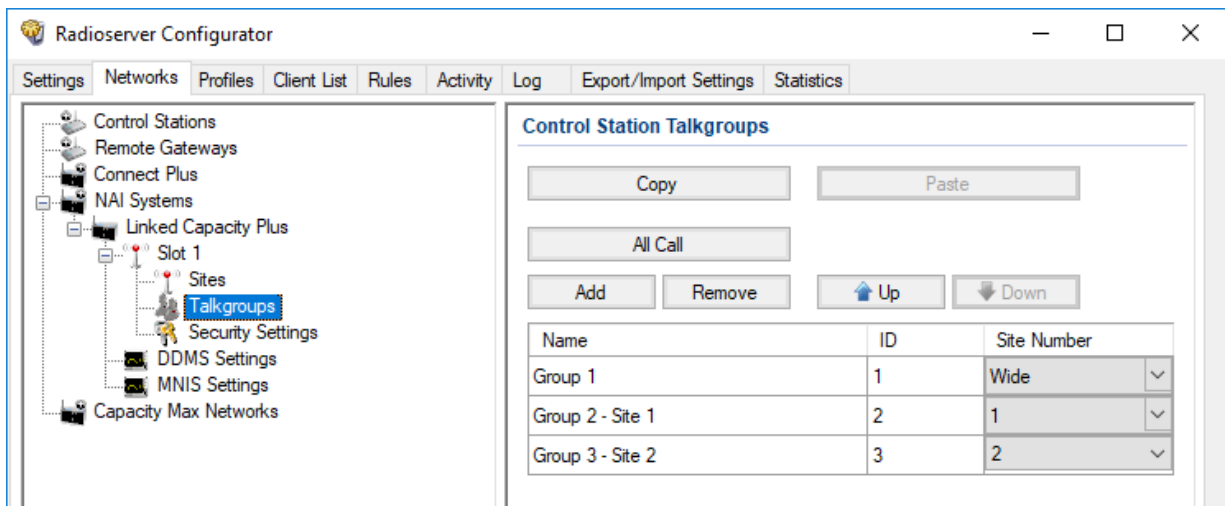 Radioserver Configurator
Settings Networks Profiles Client List Rules Activity Log Export/Import Settings Statistics
Control Stations
Remote Gateways
Connect Plus
NAI Systems
Linked Capacity Plus
Slot 1
Sites
Talkgroups
Security Settings
DDMS Settings
MNIS Settings
Capacity Max Networks
Control Station Talkgroups
Copy Paste
All Call
Add Remove Up Down
Name ID Site Number
Group 1 1 Wide
Group 2 - Site 1 2 1
Group 3 - Site 2 3 2